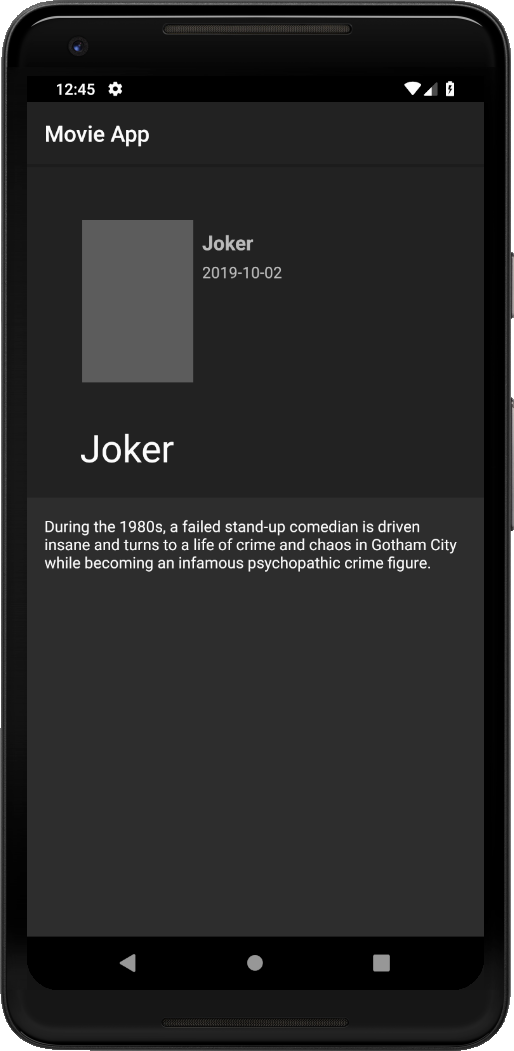 12:45
Movie App
Joker
2019-10-02
Joker
During the 1980s, a failed stand-up comedian is driven
insane and turns to a life of crime and chaos in Gotham City
while becoming an infamous psychopathic crime figure.